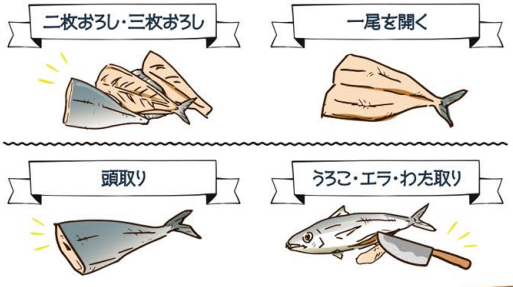 二枚おろし・三枚おろし
一尾を開く
頭取り
うろこ・エラ・わた取り